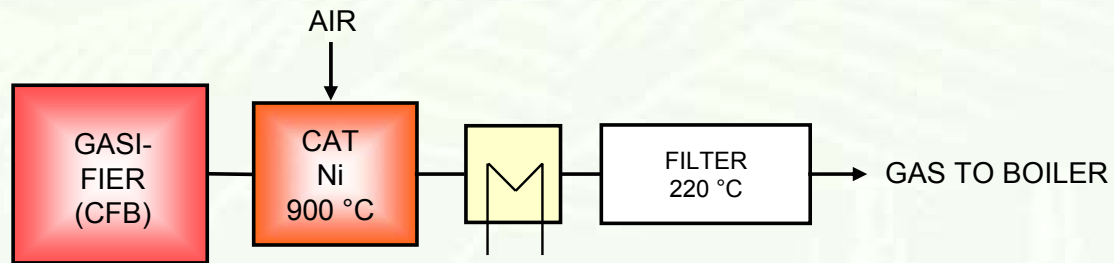 AIR
GASI-
FIER
(CFB)
CAT
Ni
900 °C
FILTER
220 °C
GAS TO BOILER